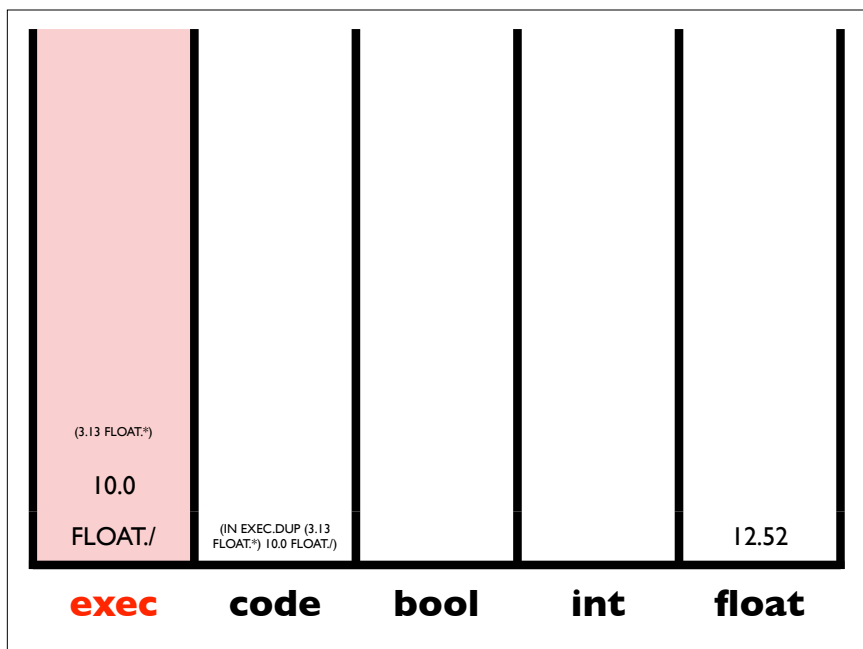 (3.13 FLOAT.*)
10.0
FLOAT./
(IN EXEC.DUP (3.13
FLOAT.*) 10.0 FLOAT./)
12.52
exec code bool int float